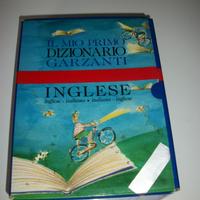 IL MIO PRIMO
DIZIONARIO
GARZANTI
INGLESE
inglese - italiano • italiano - inglese